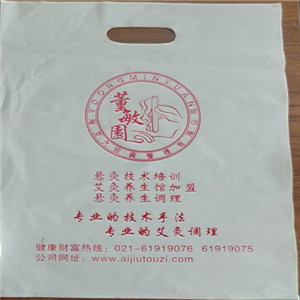 DONGMINYUAN
董敏園
悬灸技术培训
艾灸养生馆加盟
悬灸养生调理
专业的技术手法
专业的艾灸调理
健康财富热线：021-61919076 61919075
公司网址：www.aijiutouzi.com